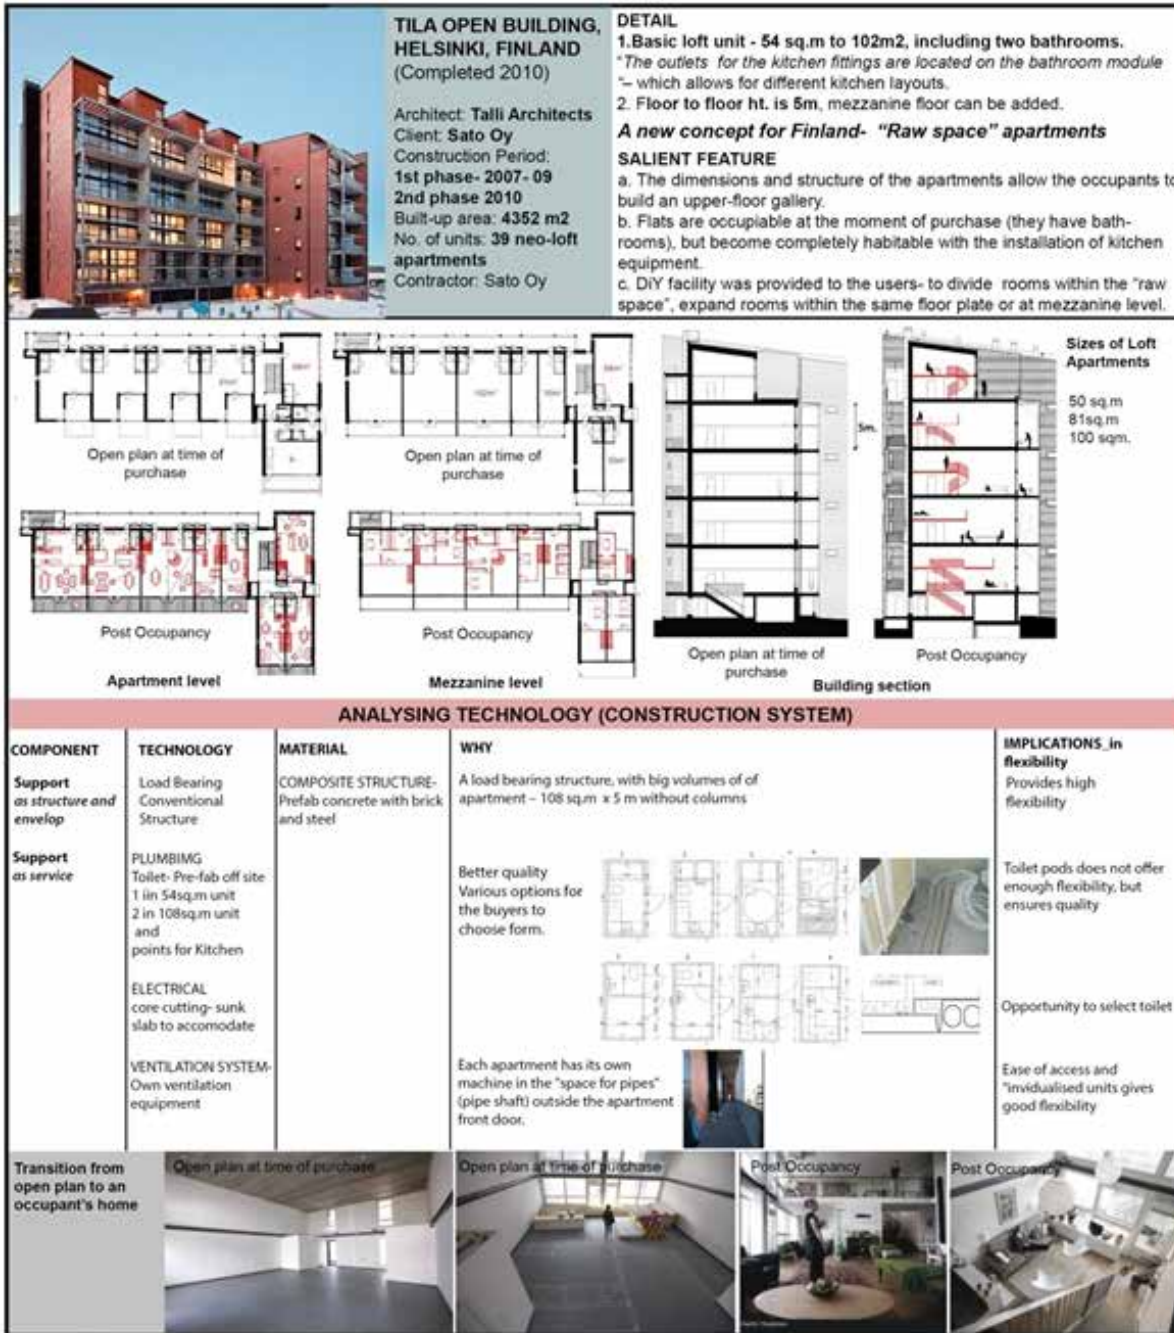 TILA OPEN BUILDING,
HELSINKI, FINLAND
(Completed 2010)
Architect: Talli Architects
Client: Sato Oy
Construction Period:
1st phase- 2007- 09
2nd phase 2010
Built-up area: 4352 m2
No. of units: 39 neo-loft
apartments
Contractor: Sato Oy
DETAIL
1.Basic loft unit - 54 sq.m to 102m2, including two bathrooms.
"The outlets for the kitchen fittings are located on the bathroom module
"– which allows for different kitchen layouts.
2. Floor to floor ht. is 5m, mezzanine floor can be added.
A new concept for Finland- "Raw space" apartments
SALIENT FEATURE
a. The dimensions and structure of the apartments allow the occupants to
build an upper-floor gallery.
b. Flats are occupiable at the moment of purchase (they have bath-
rooms), but become completely habitable with the installation of kitchen
equipment.
c. DiY facility was provided to the users- to divide rooms within the "raw
space", expand rooms within the same floor plate or at mezzanine level.
Open plan at time of
purchase
Open plan at time of
purchase
5m.
Sizes of Loft
Apartments
50 sq.m
81sq.m
100 sqm.
Post Occupancy
Post Occupancy
Open plan at time of
purchase
Post Occupancy
Apartment level
Mezzanine level
Building section
ANALYSING TECHNOLOGY (CONSTRUCTION SYSTEM)
COMPONENT
TECHNOLOGY
MATERIAL
WHY
IMPLICATIONS_in
flexibility
Support
as structure and
envelop
Load Bearing
Conventional
Structure
COMPOSITE STRUCTURE-
Prefab concrete with brick
and steel
A load bearing structure, with big volumes of of
apartment – 108 sq.m x 5 m without columns
Provides high
flexibility
Support
as service
PLUMBIMG
Toilet- Pre-fab off site
1 iin 54sq.m unit
2 in 108sq.m unit
and
points for Kitchen
Better quality
Various options for
the buyers to
choose form.
Toilet pods does not offer
enough flexibility, but
ensures quality
ELECTRICAL
core cutting- sunk
slab to accomodate
Opportunity to select toilet
VENTILATION SYSTEM-
Own ventilation
equipment
Each apartment has its own
machine in the "space for pipes"
(pipe shaft) outside the apartment
front door.
Ease of access and
"invidualised units gives
good flexibility
Transition from
open plan to an
occupant's home
Open plan at time of purchase
Open plan at time of purchase
Post Occupancy
Post Occupancy